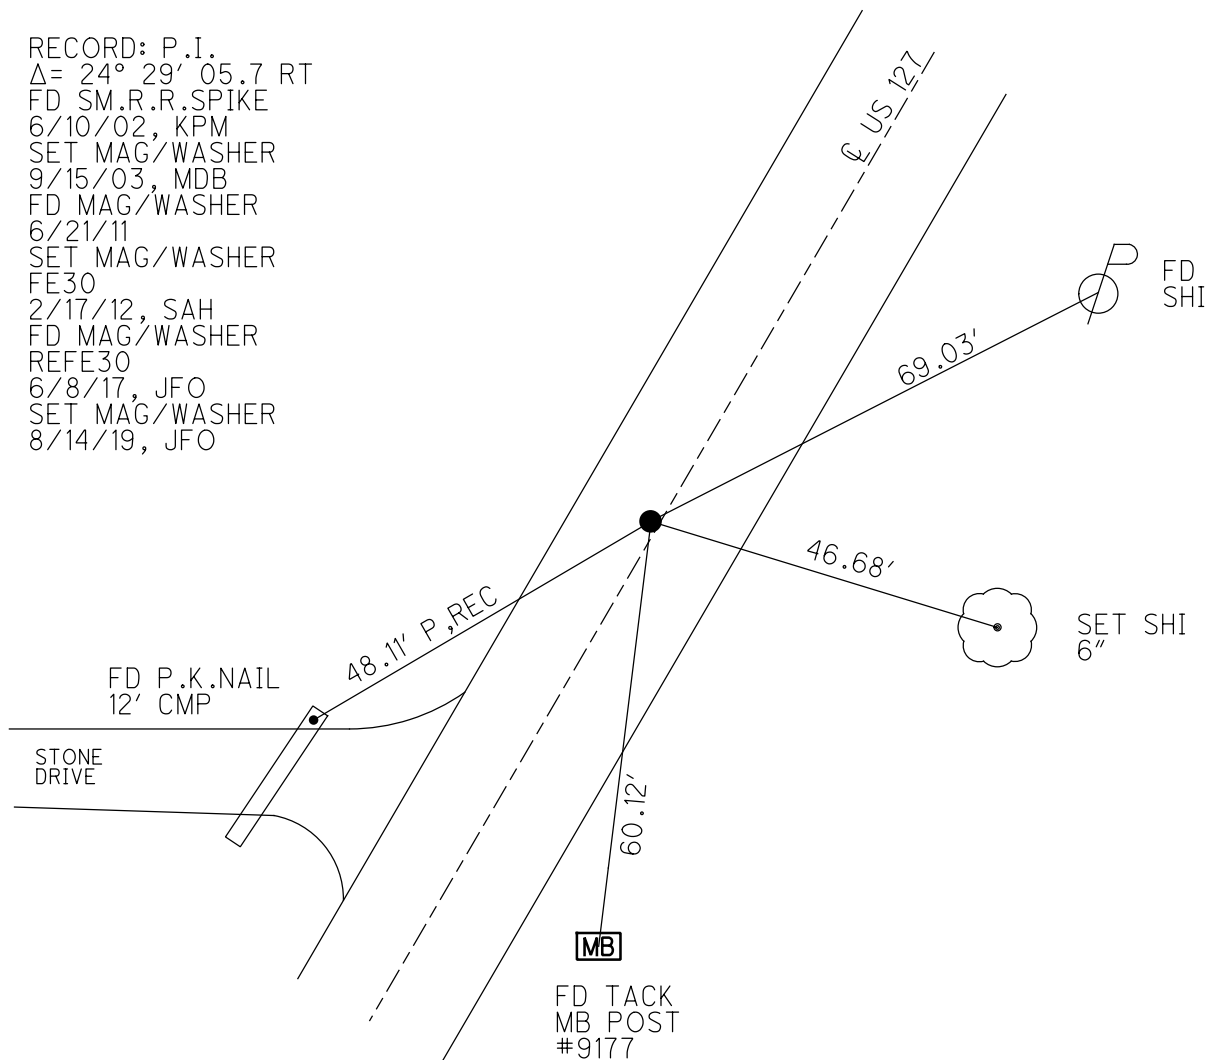 RECORD: P.I.
Δ= 24° 29' 05.7 RT
FD SM.R.R.SPIKE
6/10/02, KPM
SET MAG/WASHER
9/15/03, MDB
FD MAG/WASHER
6/21/11
SET MAG/WASHER
FE30
2/17/12, SAH
FD MAG/WASHER
REFE30
6/8/17, JFO
SET MAG/WASHER
8/14/19, JFO
℄ US 127
FD
SHI
69.03'
46.68'
SET SHI
6"
48.11' P,REC
FD P.K.NAIL
12' CMP
STONE
DRIVE
60.12'
MB
FD TACK
MB POST
#9177